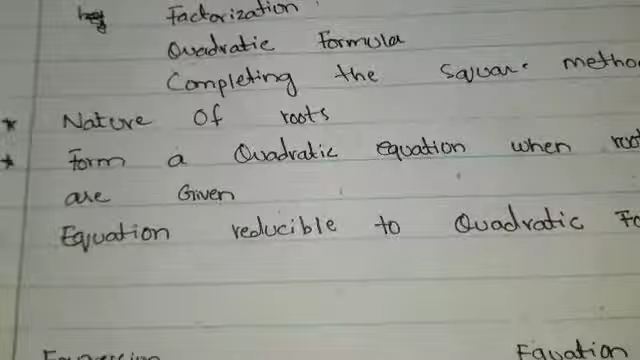 Factorization
Quadratic Formula
Completing the Square
* Nature of roots
* Form a Quadratic equation when
are Given
Equation reducible to Quadratic
Equation